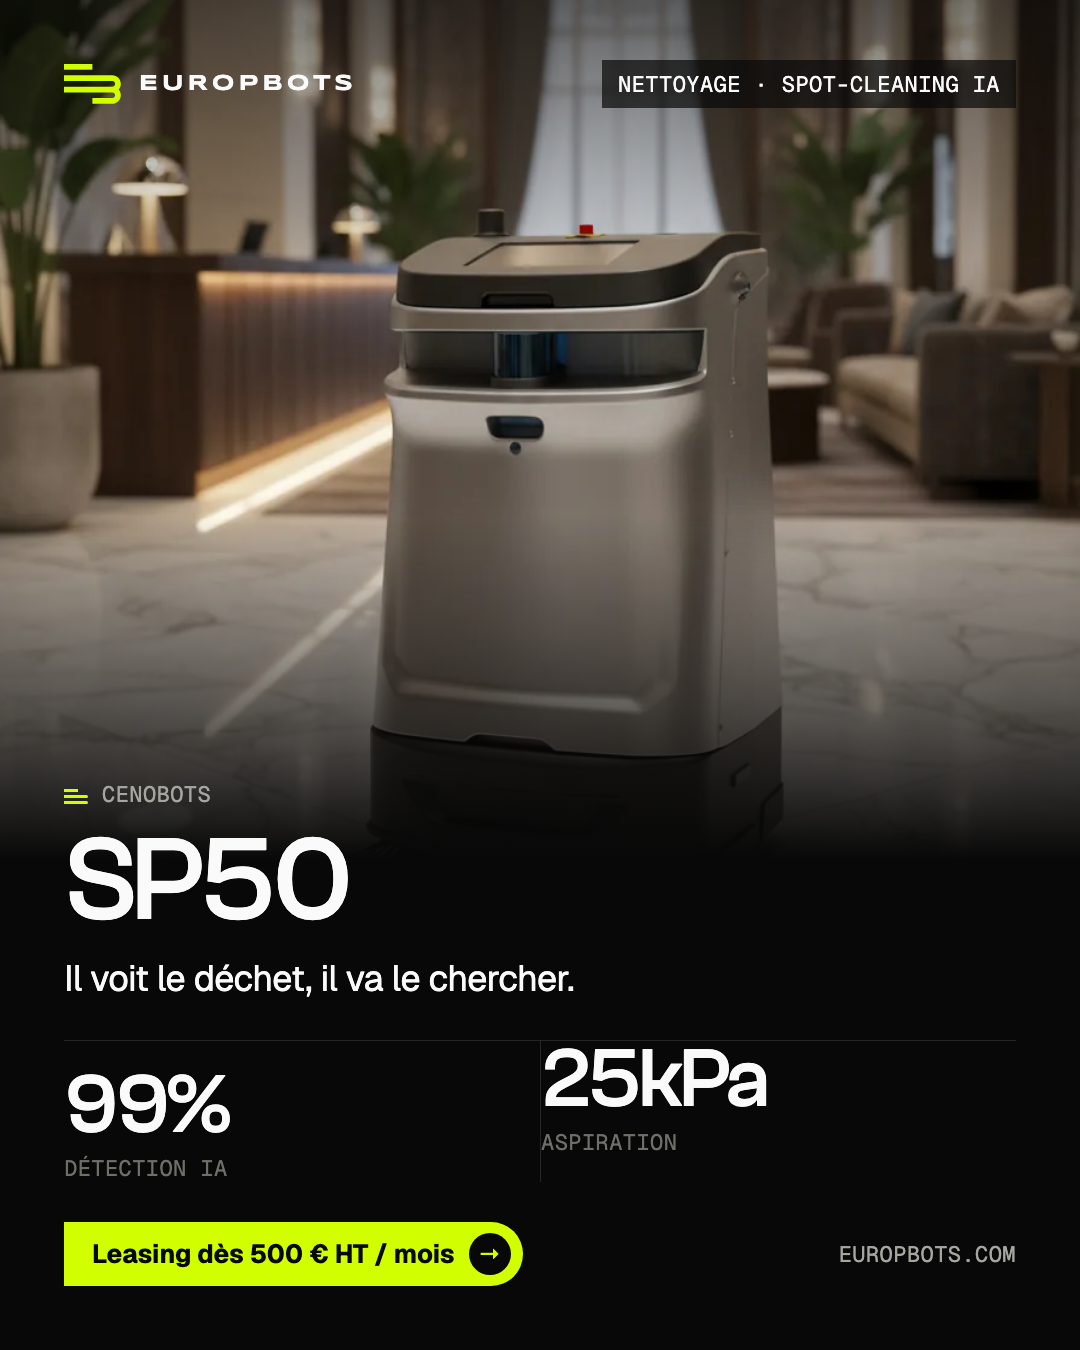 EUROPBOTS
NETTOYAGE · SPOT-CLEANING IA
CENOBOTS
SP50
Il voit le déchet, il va le chercher.
99%
DÉTECTION IA
25kPa
ASPIRATION
Leasing dès 500 € HT / mois →
EUROPBOTS.COM